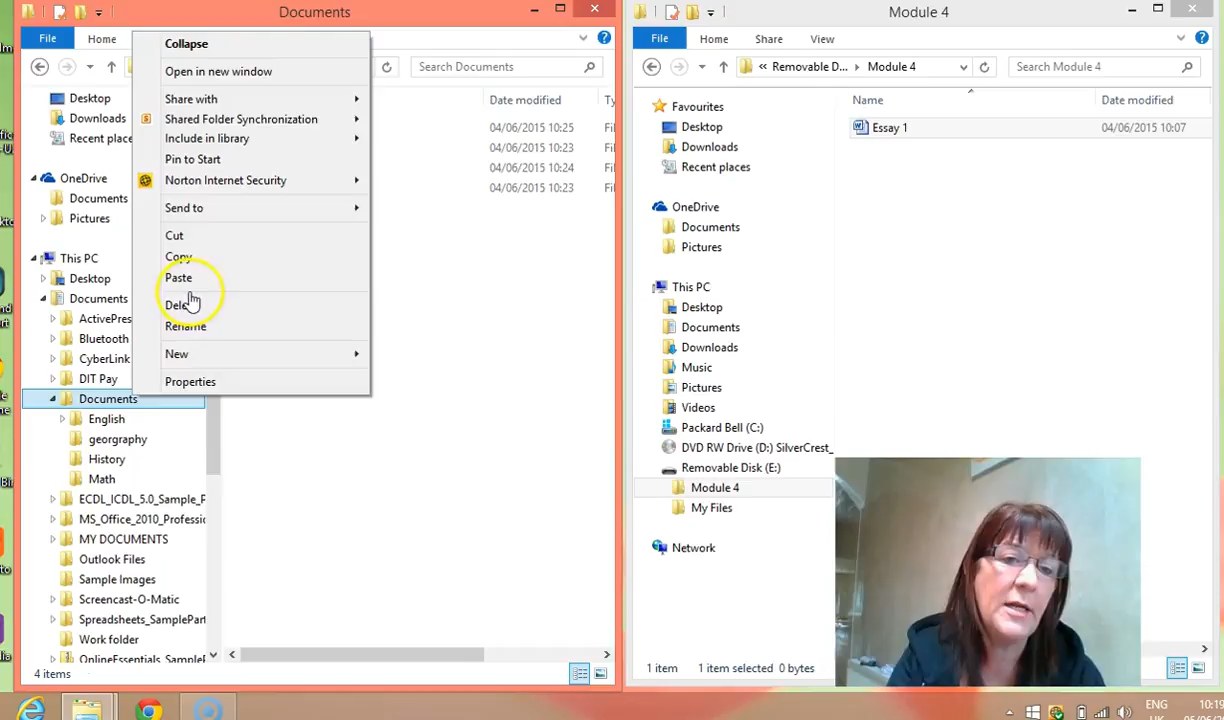 Documents
File
Home
Search Documents
Collapse
Open in new window
Share with
Shared Folder Synchronization
Include in library
Pin to Start
Norton Internet Security
Send to
Cut
Copy
Paste
Delete
Rename
New
Properties
Date modified
04/06/2015 10:25
04/06/2015 10:23
04/06/2015 10:24
04/06/2015 10:23
Desktop
Downloads
Recent place
OneDrive
Documents
Pictures
This PC
Desktop
Documents
ActivePres
Bluetooth
CyberLink
DIT Pay
Documents
English
georgraphy
History
Math
ECDL_ICDL_5.0_Sample_P
MS_Office_2010_Professio
MY DOCUMENTS
Outlook Files
Sample Images
Screencast-O-Matic
Spreadsheets_SamplePart
Work folder
OnlineEssentials_SampleP
4 items
Module 4
File
Home
Share
View
« Removable D... Module 4
Search Module 4
Name
Date modified
Essay 1
04/06/2015 10:07
Favourites
Desktop
Downloads
Recent places
OneDrive
Documents
Pictures
This PC
Desktop
Documents
Downloads
Music
Pictures
Videos
Packard Bell (C:)
DVD RW Drive (D:) SilverCrest_
Removable Disk (E:)
Module 4
My Files
Network
1 item 1 item selected 0 bytes
ENG
UK
10:19